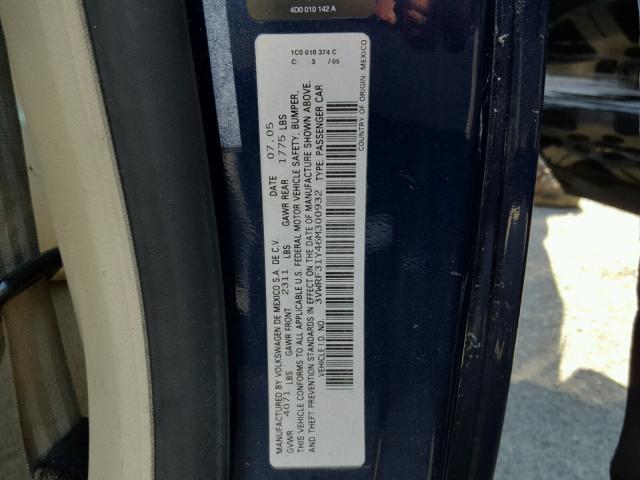 4D0 010 142 A
1C0 010 374 C
C: 3 / 05
MANUFACTURED BY VOLKSWAGEN DE MEXICO S.A. DE C.V. DATE 07.05
GVWR 4071 LBS GAWR FRONT 2311 LBS GAWR REAR 1775 LBS
THIS VEHICLE CONFORMS TO ALL APPLICABLE U.S. FEDERAL MOTOR VEHICLE SAFETY, BUMPER,
AND THEFT PREVENTION STANDARDS IN EFFECT ON THE DATE OF MANUFACTURE SHOWN ABOVE.
VEHICLE I.D. NO. 3VWRF31Y46M300932 TYPE: PASSENGER CAR
COUNTRY OF ORIGIN: MEXICO